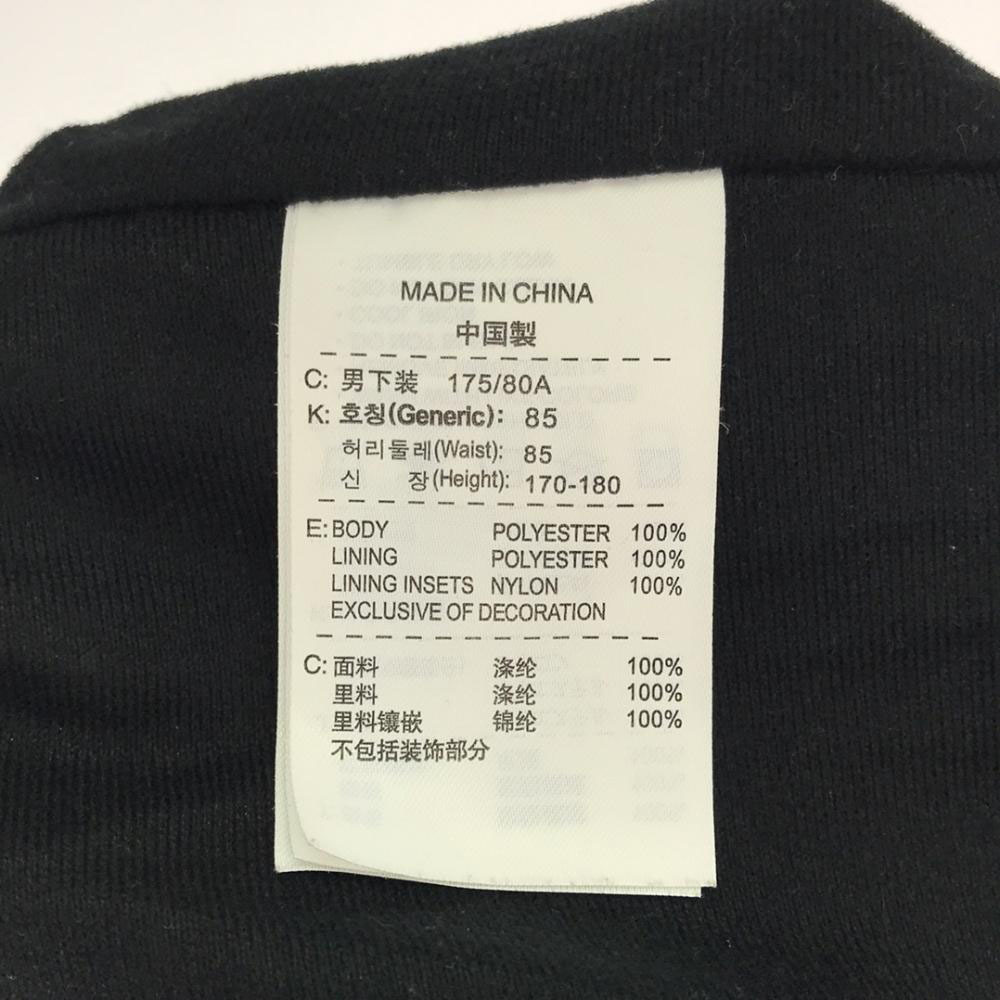 MADE IN CHINA
中国製
C: 男下装 175/80A
K: 호칭(Generic): 85
허리둘레(Waist): 85
신 장(Height): 170-180
E: BODY POLYESTER 100%
LINING POLYESTER 100%
LINING INSETS NYLON 100%
EXCLUSIVE OF DECORATION
C: 面料 涤纶 100%
里料 涤纶 100%
里料镶嵌 锦纶 100%
不包括装饰部分